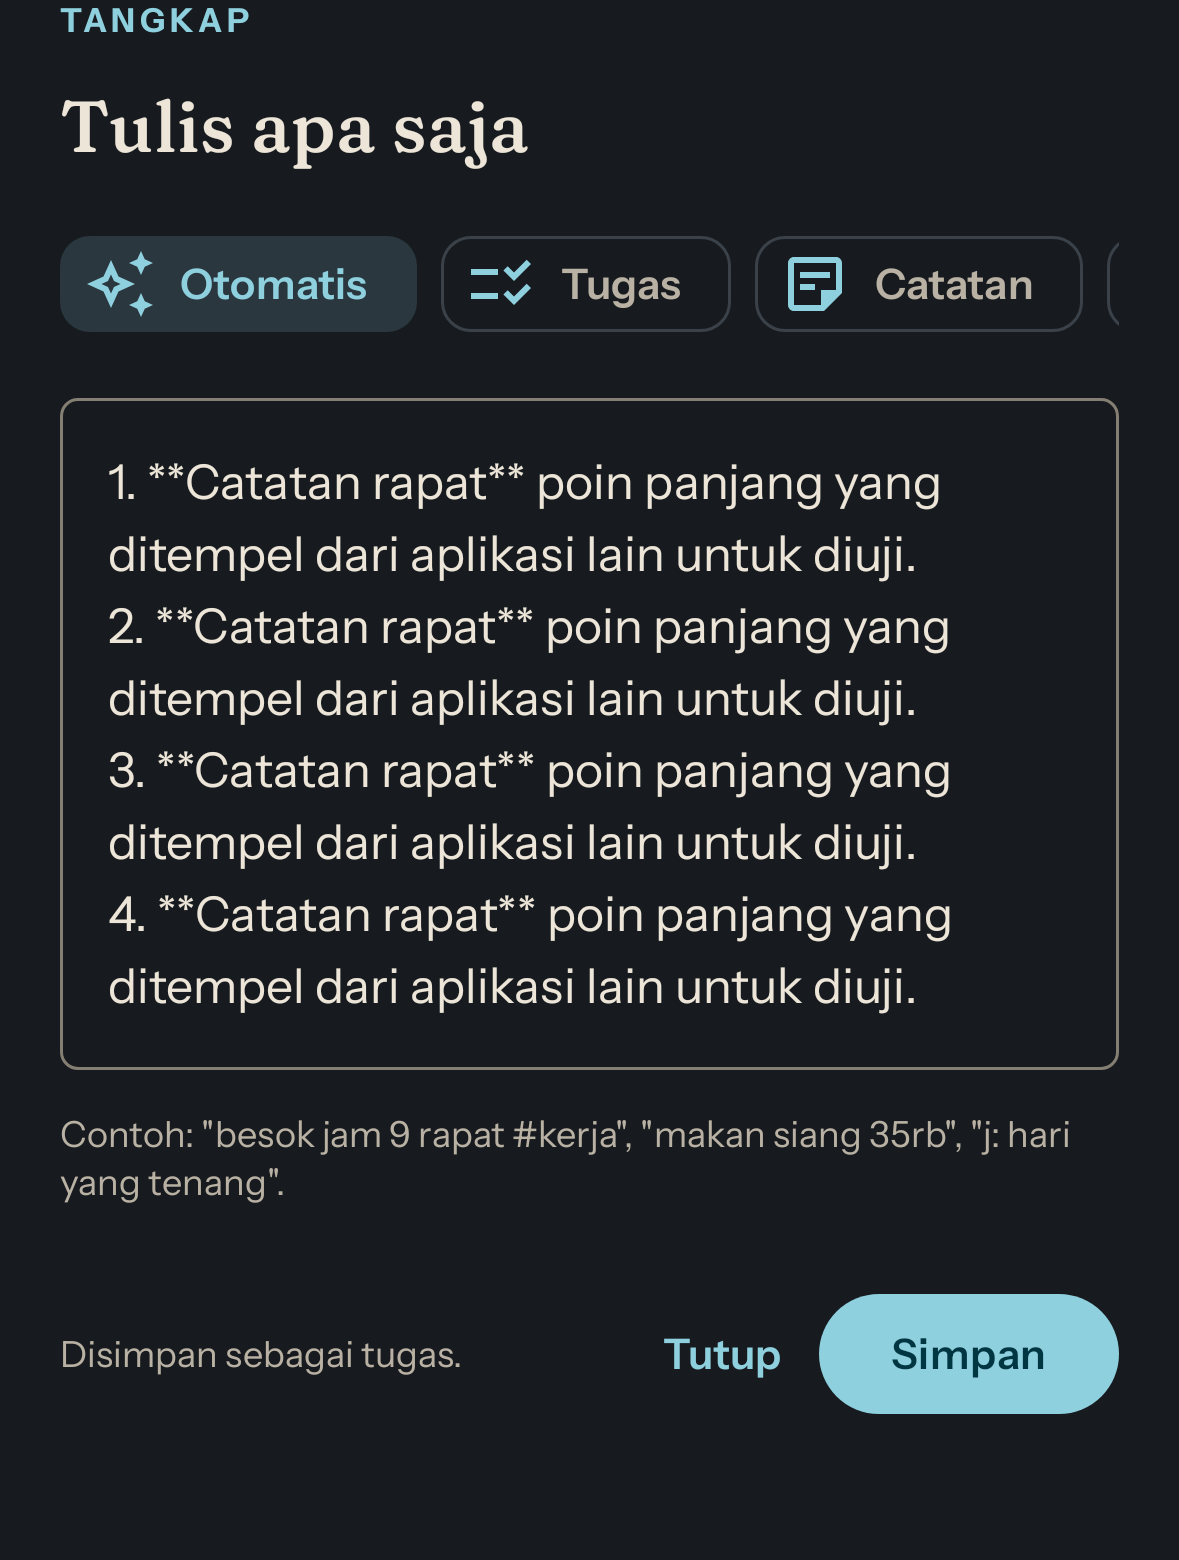 TANGKAP
Tulis apa saja
Otomatis
Tugas
Catatan
1. **Catatan rapat** poin panjang yang
ditempel dari aplikasi lain untuk diuji.
2. **Catatan rapat** poin panjang yang
ditempel dari aplikasi lain untuk diuji.
3. **Catatan rapat** poin panjang yang
ditempel dari aplikasi lain untuk diuji.
4. **Catatan rapat** poin panjang yang
ditempel dari aplikasi lain untuk diuji.
Contoh: "besok jam 9 rapat #kerja", "makan siang 35rb", "j: hari
yang tenang".
Disimpan sebagai tugas.
Tutup
Simpan